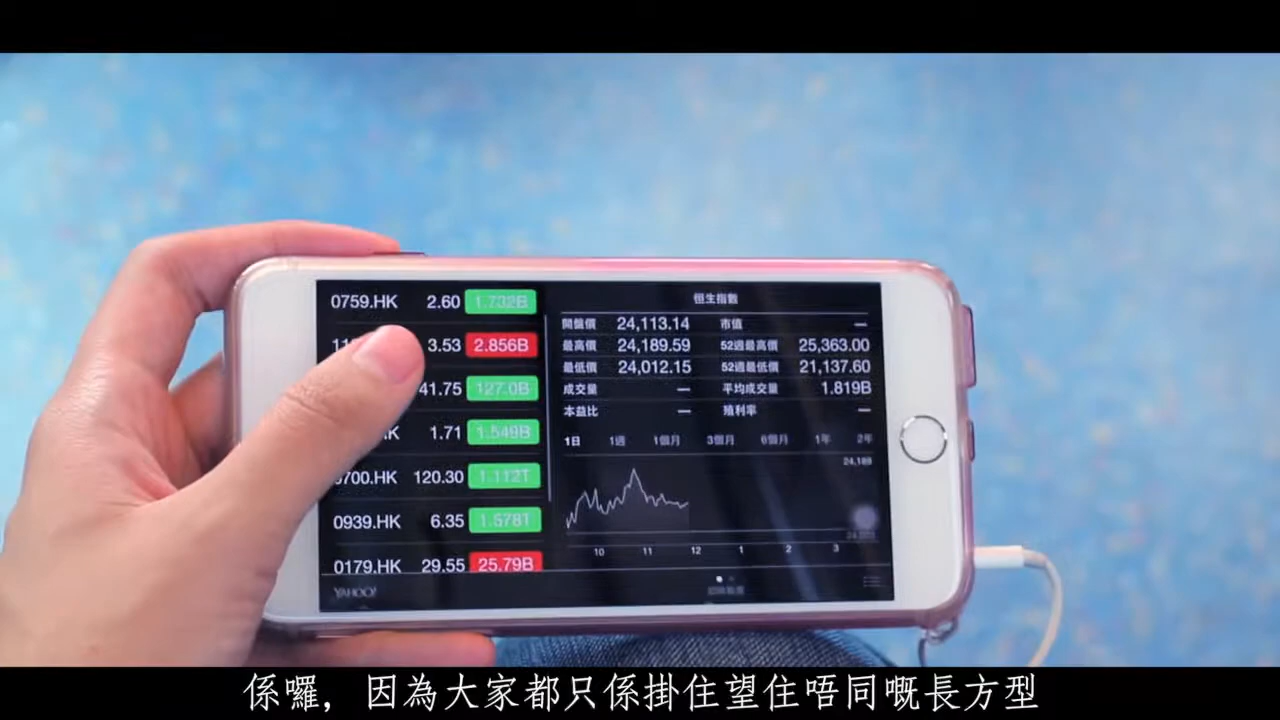 0759.HK 2.60 1.732B
3.53 2.856B
41.75 127.0B
1.71 1.549B
0700.HK 120.30 1.112T
0939.HK 6.35 1.578T
0179.HK 29.55 25.79B
YAHOO!
恒生指數
開盤價 24,113.14 市值 —
最高價 24,189.59 52週最高價 25,363.00
最低價 24,012.15 52週最低價 21,137.60
成交量 — 平均成交量 1.819B
本益比 — 殖利率 —
1日 1週 1個月 3個月 6個月 1年 2年
24,189
10 11 12 1 2 3
係囉，因為大家都只係掛住望住唔同嘅長方型